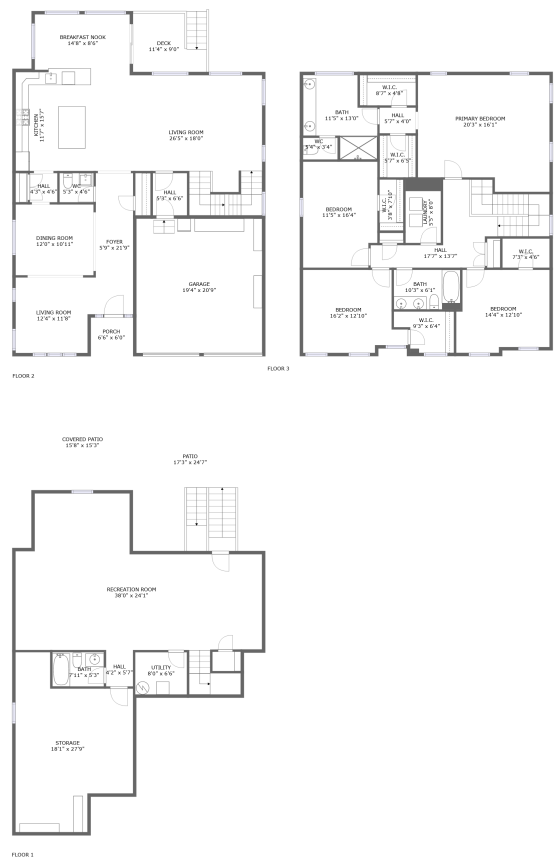 BREAKFAST NOOK
14'8" x 8'6"
DECK
11'4" x 9'0"
KITCHEN
11'7" x 15'7"
LIVING ROOM
26'5" x 18'0"
HALL
4'3" x 4'6"
WC
5'3" x 4'6"
HALL
5'3" x 6'6"
DINING ROOM
12'0" x 10'11"
FOYER
5'9" x 21'9"
GARAGE
19'4" x 20'9"
LIVING ROOM
12'4" x 11'8"
PORCH
6'6" x 6'0"
FLOOR 2
W.I.C.
8'7" x 4'8"
BATH
11'5" x 13'0"
HALL
5'7" x 4'0"
PRIMARY BEDROOM
20'3" x 16'1"
WC
5'4" x 3'4"
W.I.C.
5'7" x 6'5"
BEDROOM
11'5" x 16'4"
W.I.C.
3'8" x 7'10"
LAUNDRY
5'5" x 8'0"
HALL
17'7" x 13'7"
W.I.C.
7'3" x 4'6"
BATH
10'3" x 6'1"
BEDROOM
16'2" x 12'10"
BEDROOM
14'4" x 12'10"
W.I.C.
9'3" x 6'4"
FLOOR 3
COVERED PATIO
15'8" x 15'3"
PATIO
17'3" x 24'7"
RECREATION ROOM
38'0" x 24'1"
BATH
7'11" x 5'3"
HALL
4'2" x 5'7"
UTILITY
8'0" x 6'6"
STORAGE
18'1" x 27'9"
FLOOR 1